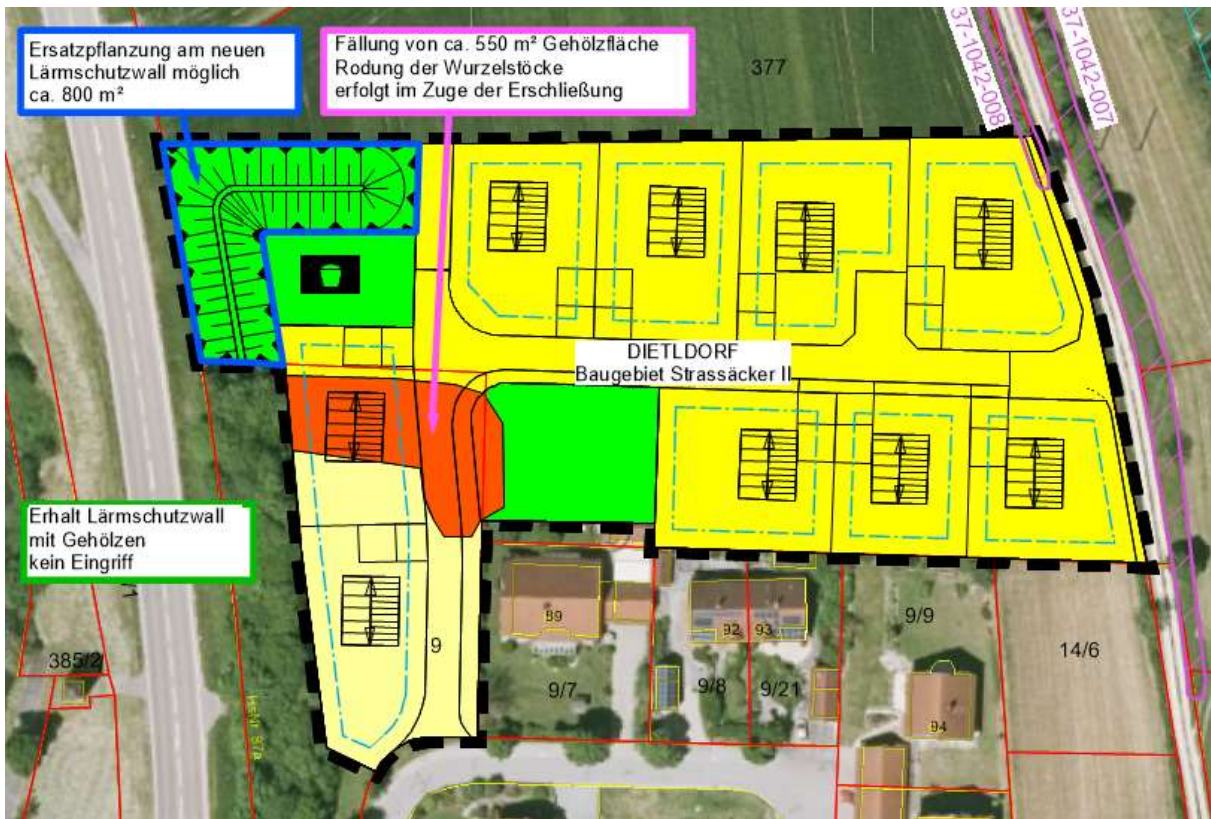 Ersatzpflanzung am neuen
Lärmschutzwall möglich
ca. 800 m²
Fällung von ca. 550 m² Gehölzfläche
Rodung der Wurzelstöcke
erfolgt im Zuge der Erschließung
377
37-1042-008
37-1042-007
DIETLDORF
Baugebiet Strassäcker II
Erhalt Lärmschutzwall
mit Gehölzen
kein Eingriff
385/2
9
89
92
93
9/9
14/6
9/7
9/8
9/21
94